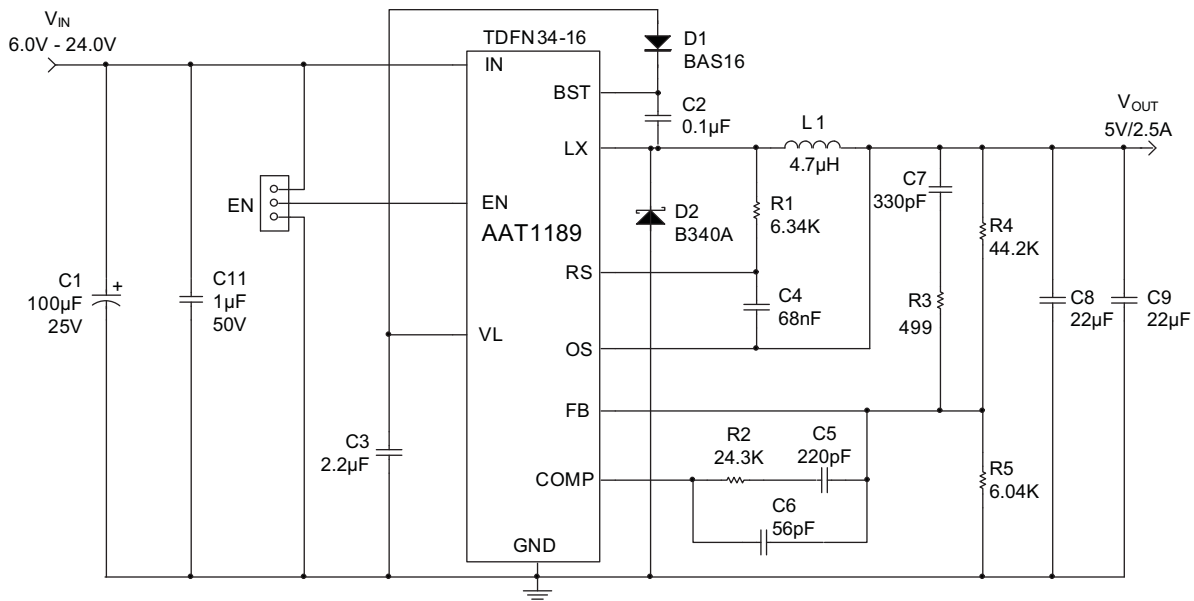 VIN
6.0V - 24.0V
TDFN34-16
D1
BAS16
IN
BST
C2
0.1µF
L1
4.7µH
VOUT
5V/2.5A
LX
C7
330pF
EN
EN
AAT1189
D2
B340A
R1
6.34K
R4
44.2K
RS
C1
100µF
25V
+
C11
1µF
50V
C4
68nF
R3
499
C8
22µF
C9
22µF
VL
OS
FB
C3
2.2µF
R2
24.3K
C5
220pF
COMP
R5
6.04K
C6
56pF
GND